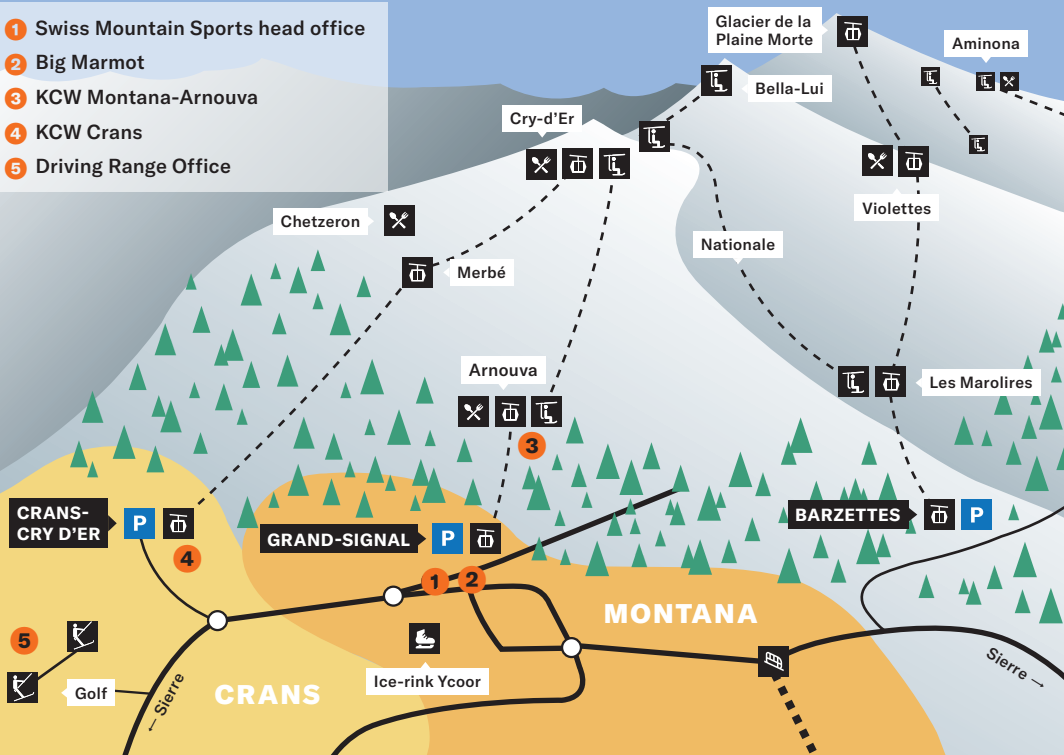 1 Swiss Mountain Sports head office
2 Big Marmot
3 KCW Montana-Arnouva
4 KCW Crans
5 Driving Range Office
Glacier de la
Plaine Morte
Aminona
Bella-Lui
Cry-d'Er
Violettes
Chetzeron
Nationale
Merbé
Arnouva
Les Marolires
3
CRANS-
CRY D'ER
P
4
GRAND-SIGNAL
P
BARZETTES
P
1
2
MONTANA
5
Ice-rink Ycoor
Golf
← Sierre
CRANS
Sierre →